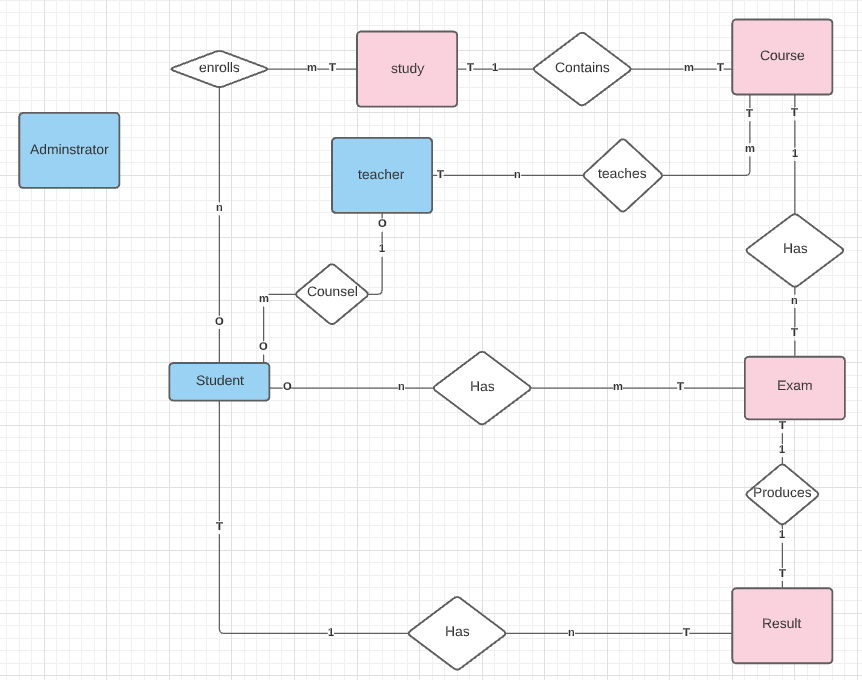 enrolls
m
T
study
T
1
Contains
m
T
Course
Adminstrator
teacher
T
n
teaches
m
T
T
1
Has
n
T
n
O
O
1
Counsel
m
O
Student
O
n
Has
m
T
Exam
T
1
Produces
1
T
T
1
Has
n
T
Result